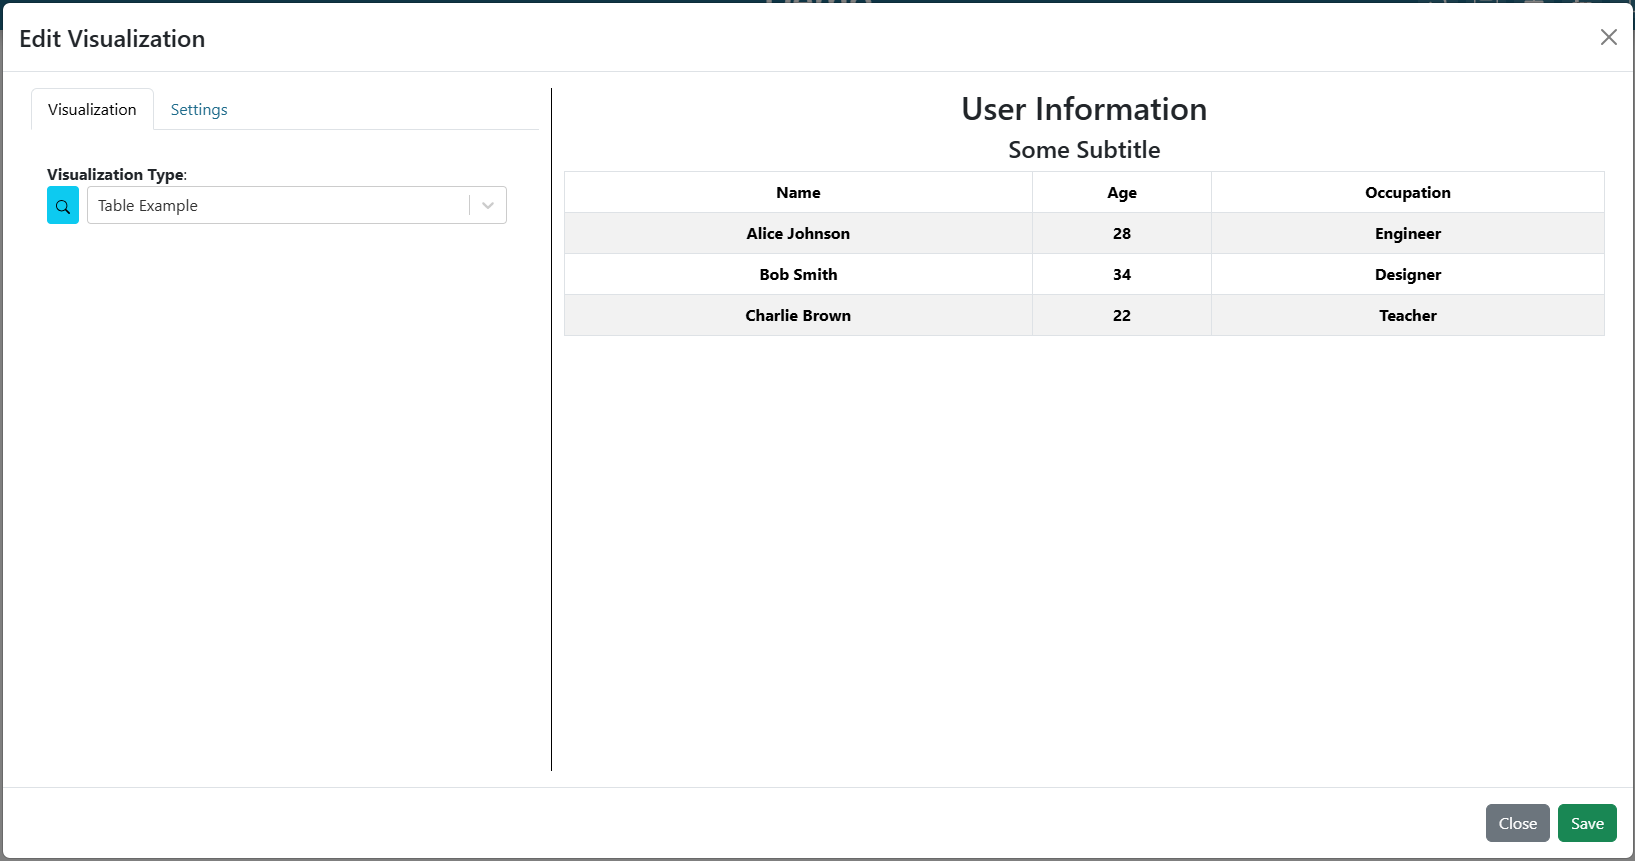 Edit Visualization
Visualization Settings
Visualization Type:
Table Example
User Information
Some Subtitle
Name Age Occupation
Alice Johnson 28 Engineer
Bob Smith 34 Designer
Charlie Brown 22 Teacher
Close Save